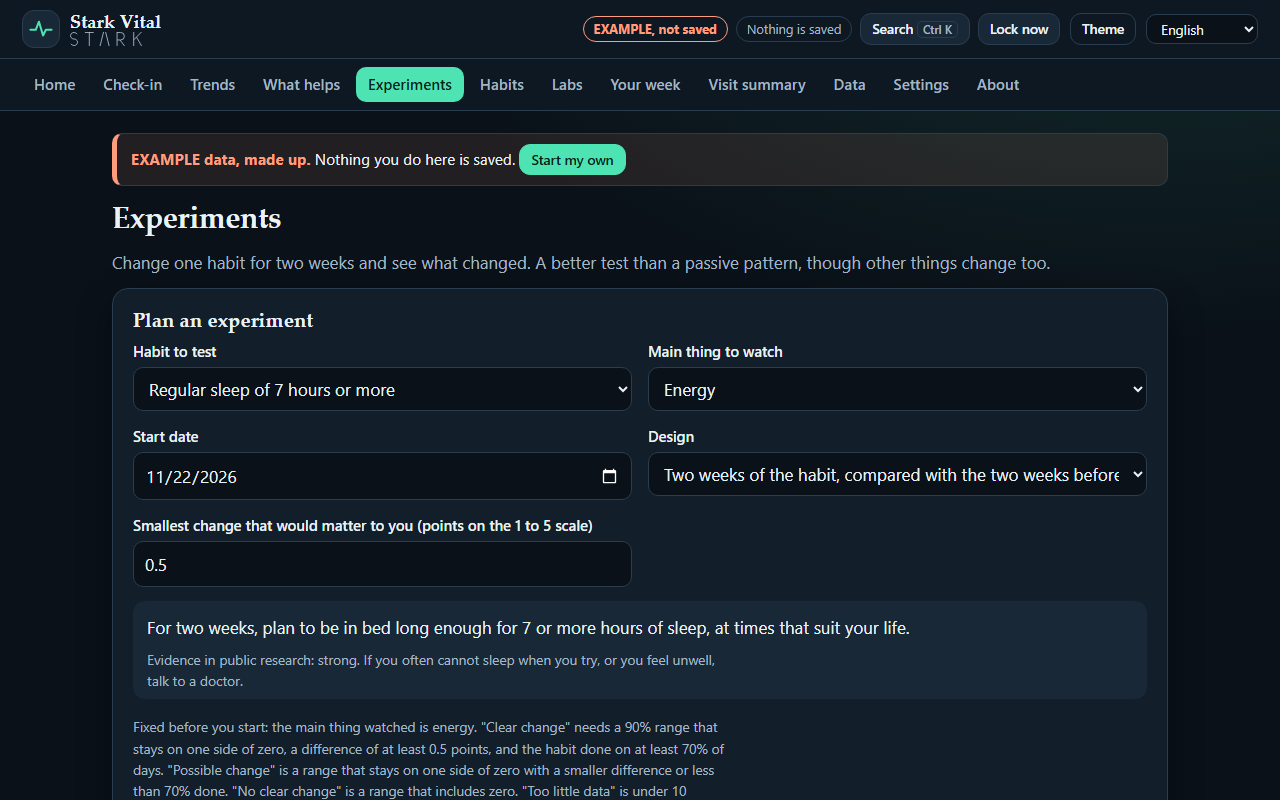 Stark Vital
STARK
EXAMPLE, not saved
Nothing is saved
Search Ctrl K
Lock now
Theme
English
Home
Check-in
Trends
What helps
Experiments
Habits
Labs
Your week
Visit summary
Data
Settings
About
EXAMPLE data, made up. Nothing you do here is saved. Start my own
Experiments
Change one habit for two weeks and see what changed. A better test than a passive pattern, though other things change too.
Plan an experiment
Habit to test
Regular sleep of 7 hours or more
Main thing to watch
Energy
Start date
11/22/2026
Design
Two weeks of the habit, compared with the two weeks before
Smallest change that would matter to you (points on the 1 to 5 scale)
0.5
For two weeks, plan to be in bed long enough for 7 or more hours of sleep, at times that suit your life.
Evidence in public research: strong. If you often cannot sleep when you try, or you feel unwell,
talk to a doctor.
Fixed before you start: the main thing watched is energy. "Clear change" needs a 90% range that
stays on one side of zero, a difference of at least 0.5 points, and the habit done on at least 70% of
days. "Possible change" is a range that stays on one side of zero with a smaller difference or less
than 70% done. "No clear change" is a range that includes zero. "Too little data" is under 10